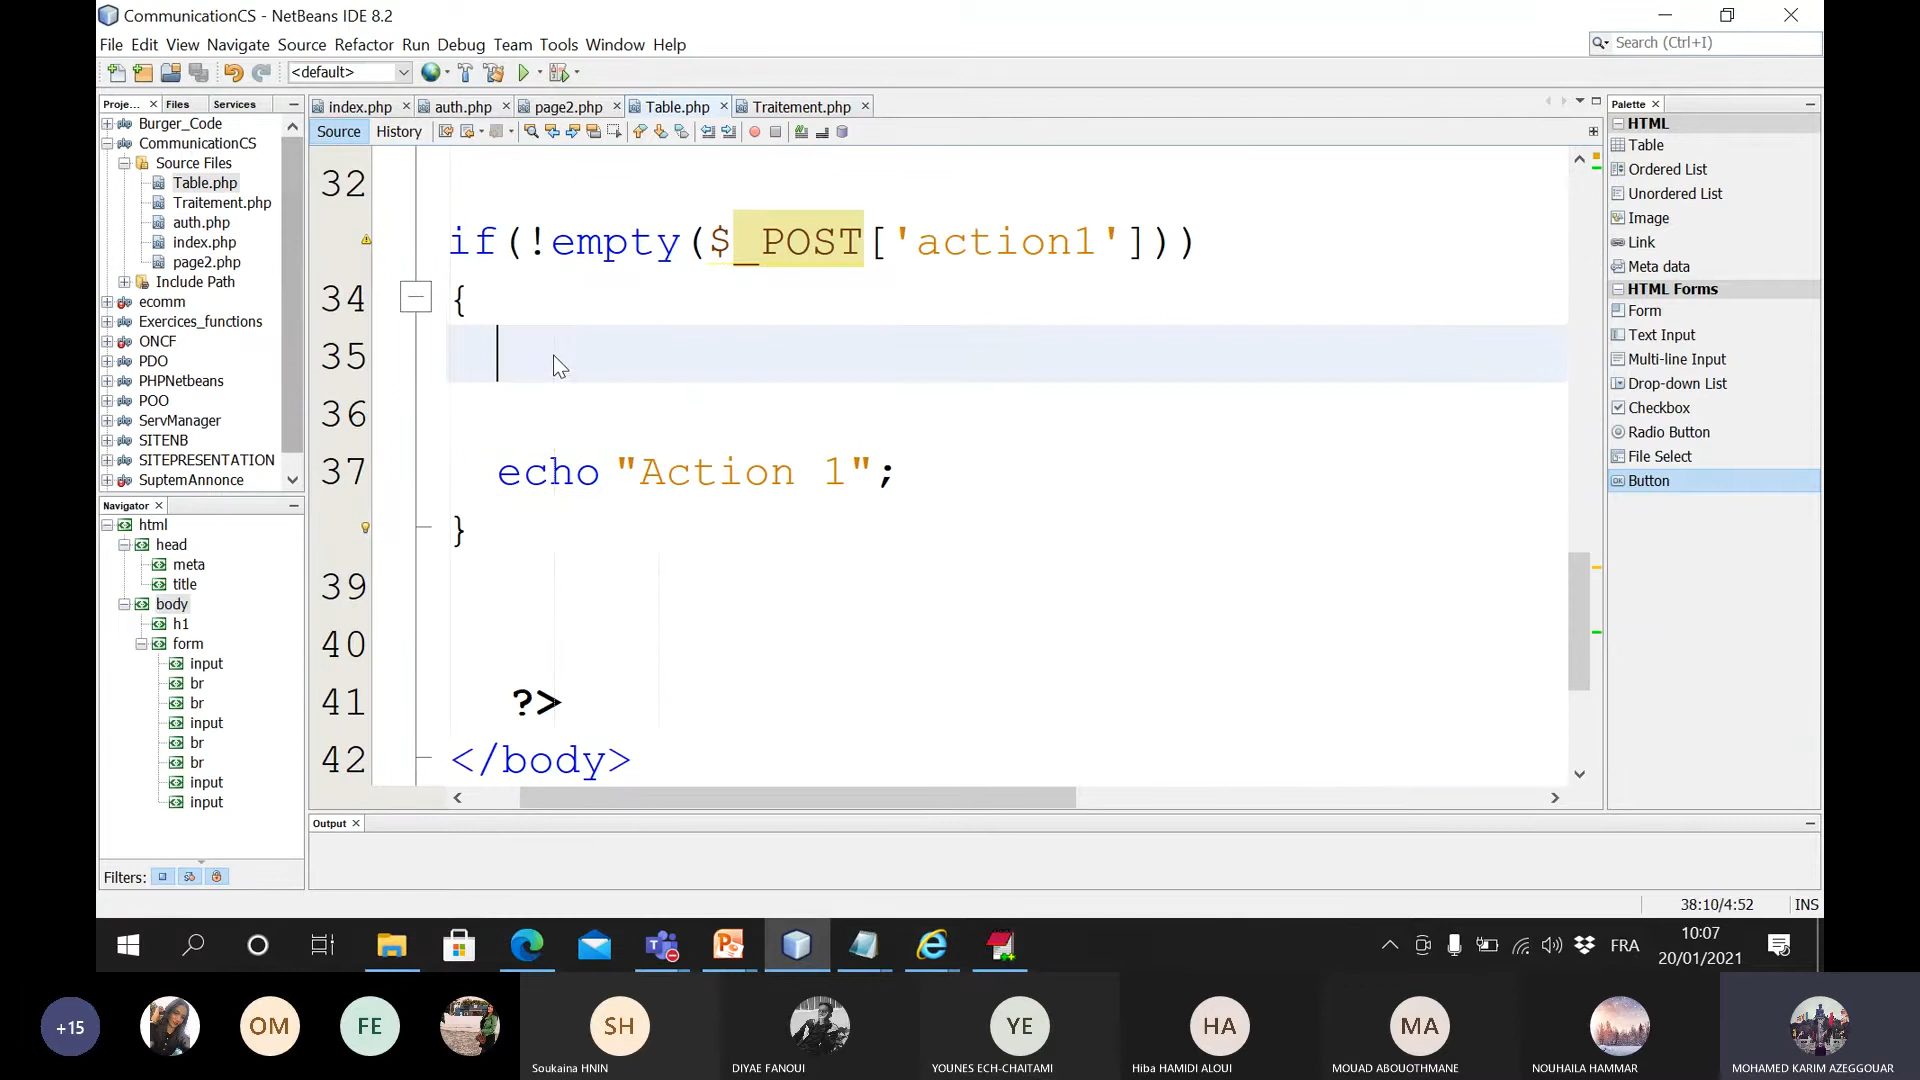 CommunicationCS - NetBeans IDE 8.2
File Edit View Navigate Source Refactor Run Debug Team Tools Window Help
Search (Ctrl+I)
<default>
Proje... Files Services
index.php auth.php page2.php Table.php Traitement.php
Palette
Source History
Burger_Code
CommunicationCS
Source Files
Table.php
Traitement.php
auth.php
index.php
page2.php
Include Path
ecomm
Exercices_functions
ONCF
PDO
PHPNetbeans
POO
ServManager
SITENB
SITEPRESENTATION
SuptemAnnonce
Navigator
html
head
meta
title
body
h1
form
input
br
br
input
br
br
input
input
Filters:
32
if(!empty($_POST['action1']))
34 {
35
36
37 echo "Action 1";
}
39
40
41 ?>
42 </body>
HTML
Table
Ordered List
Unordered List
Image
Link
Meta data
HTML Forms
Form
Text Input
Multi-line Input
Drop-down List
Checkbox
Radio Button
File Select
Button
Output
38:10/4:52 INS
FRA
10:07
20/01/2021
+15
OM
FE
SH
YE
HA
MA
Soukaina HNIN
DIYAE FANOUI
YOUNES ECH-CHAITAMI
Hiba HAMIDI ALOUI
MOUAD ABOUOTHMANE
NOUHAILA HAMMAR
MOHAMED KARIM AZEGGOUAR